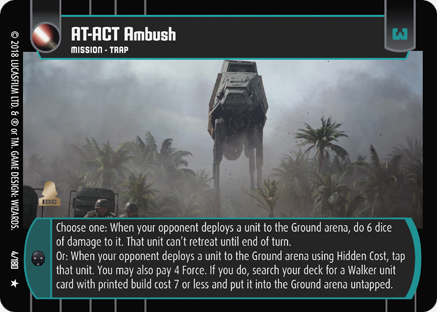 AT-ACT Ambush
MISSION - TRAP
3
© 2018 LUCASFILM LTD. & ® or TM. GAME DESIGN: WIZARDS.
4/180
Choose one: When your opponent deploys a unit to the Ground arena, do 6 dice
of damage to it. That unit can't retreat until end of turn.
Or: When your opponent deploys a unit to the Ground arena using Hidden Cost, tap
that unit. You may also pay 4 Force. If you do, search your deck for a Walker unit
card with printed build cost 7 or less and put it into the Ground arena untapped.